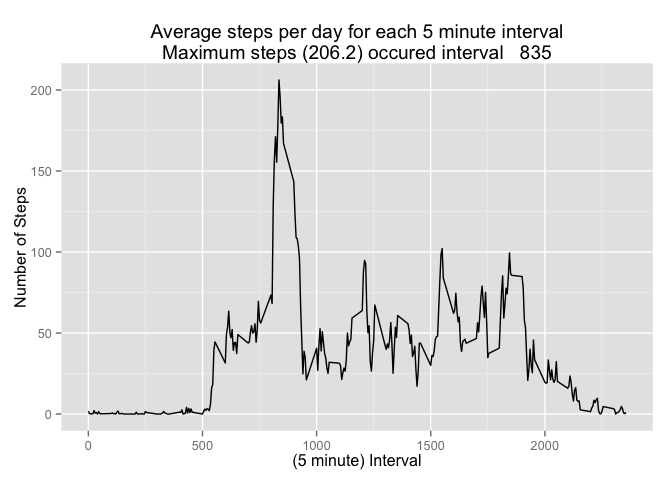 Average steps per day for each 5 minute interval
Maximum steps (206.2) occured interval   835
Number of Steps
200
150
100
50
0
0 500 1000 1500 2000
(5 minute) Interval